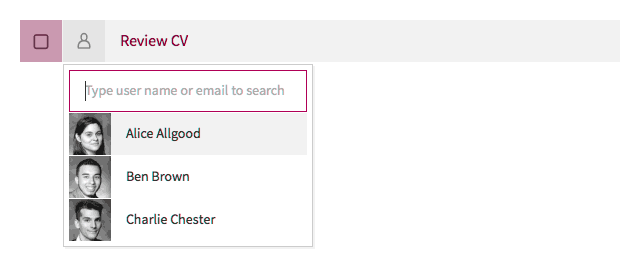 Review CV
Type user name or email to search
Alice Allgood
Ben Brown
Charlie Chester